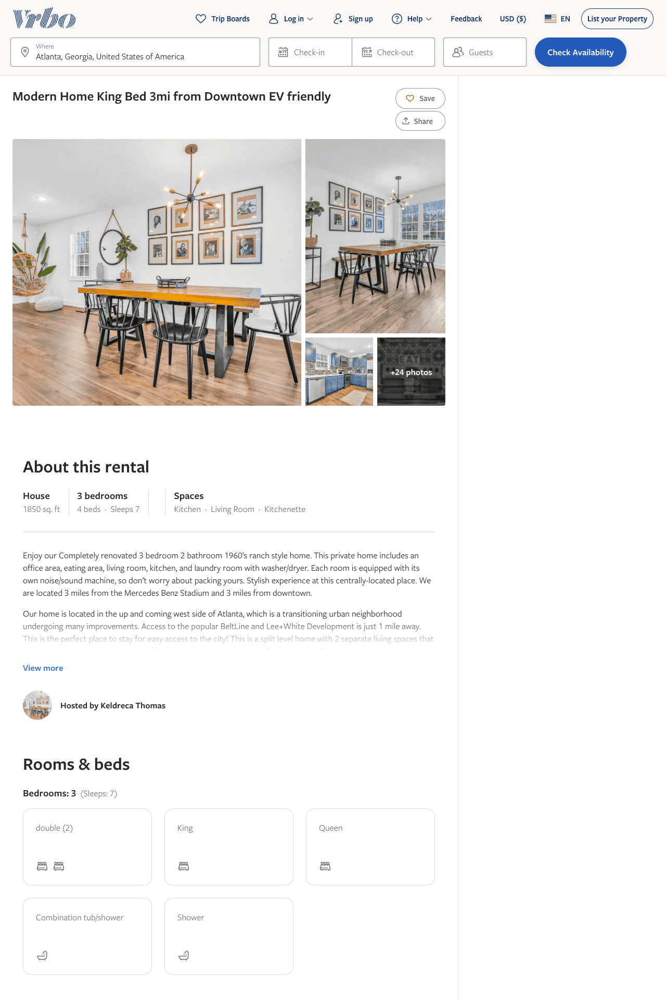 Vrbo
Trip Boards
Log in
Sign up
Help
Feedback
USD ($)
EN
List your Property
Where
Atlanta, Georgia, United States of America
Check-in
Check-out
Guests
Check Availability
Modern Home King Bed 3mi from Downtown EV friendly
Save
Share
EAT
+24 photos
About this rental
House
1850 sq. ft
3 bedrooms
4 beds · Sleeps 7
Spaces
Kitchen · Living Room · Kitchenette
Enjoy our Completely renovated 3 bedroom 2 bathroom 1960’s ranch style home. This private home includes an
office area, eating area, living room, kitchen, and laundry room with washer/dryer. Each room is equipped with its
own noise/sound machine, so don’t worry about packing yours. Stylish experience at this centrally-located place. We
are located 3 miles from the Mercedes Benz Stadium and 3 miles from downtown.
Our home is located in the up and coming west side of Atlanta, which is a transitioning urban neighborhood
undergoing many improvements. Access to the popular BeltLine and Lee+White Development is just 1 mile away.
This is the perfect place to stay for easy access to the city! This is a split level home with 2 separate living spaces that
View more
Hosted by Keldreca Thomas
Rooms & beds
Bedrooms: 3 (Sleeps: 7)
double (2)
King
Queen
Combination tub/shower
Shower